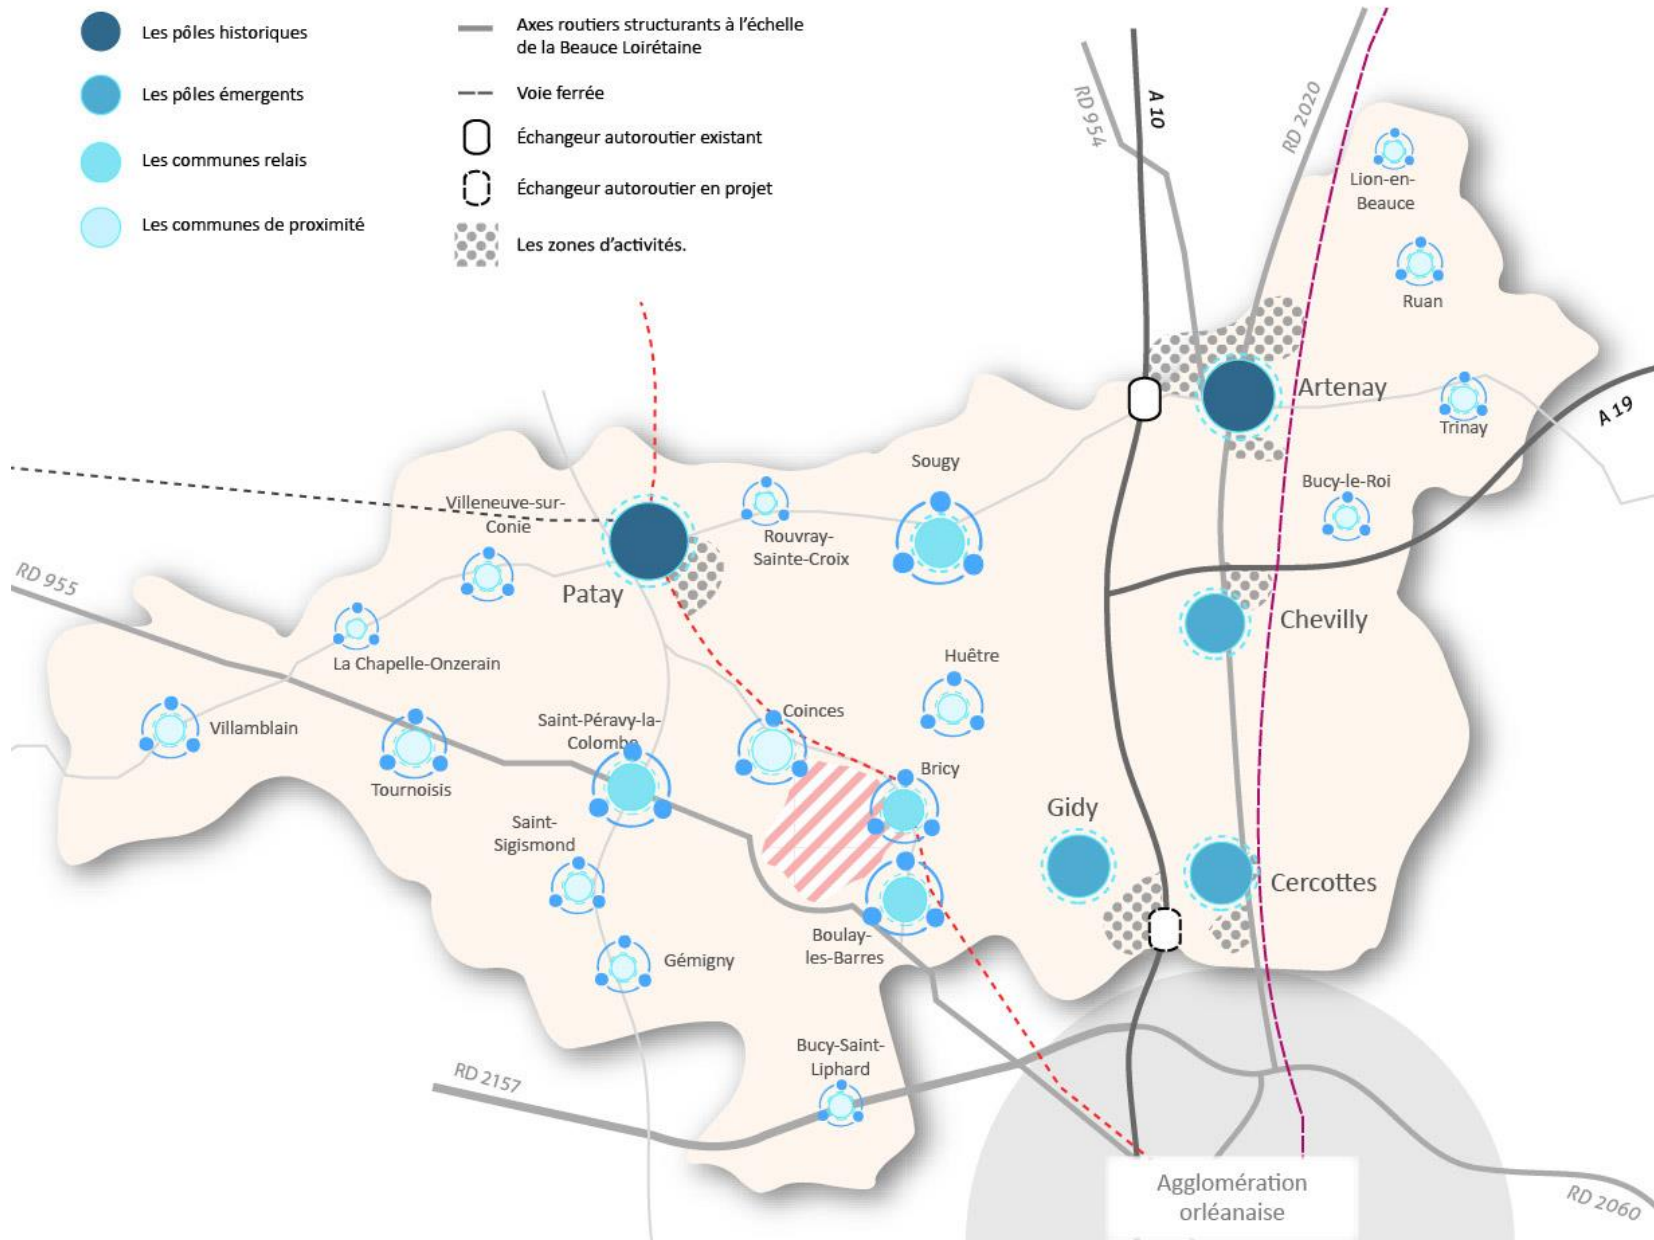 Les pôles historiques
Les pôles émergents
Les communes relais
Les communes de proximité
Axes routiers structurants à l'échelle
de la Beauce Loirétaine
Voie ferrée
Échangeur autoroutier existant
Échangeur autoroutier en projet
Les zones d'activités.
RD 954
A 10
RD 2020
Lion-en-
Beauce
Ruan
Artenay
Trinay
A 19
Sougy
Bucy-le-Roi
Villeneuve-sur-
Conie
Rouvray-
Sainte-Croix
Patay
RD 955
Chevilly
La Chapelle-Onzerain
Huêtre
Villamblain
Saint-Péravy-la-
Colombe
Coinces
Tournoisis
Bricy
Gidy
Saint-
Sigismond
Cercottes
Boulay-
les-Barres
Gémigny
Bucy-Saint-
Liphard
RD 2157
Agglomération
orléanaise
RD 2060